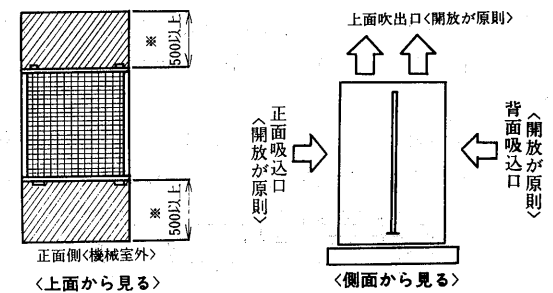 ※
500以上
※
500以上
正面側<機械室外>
<上面から見る>
上面吹出口<開放が原則>
正面吸込口
<開放が原則>
背面吸込口
<開放が原則>
<側面から見る>